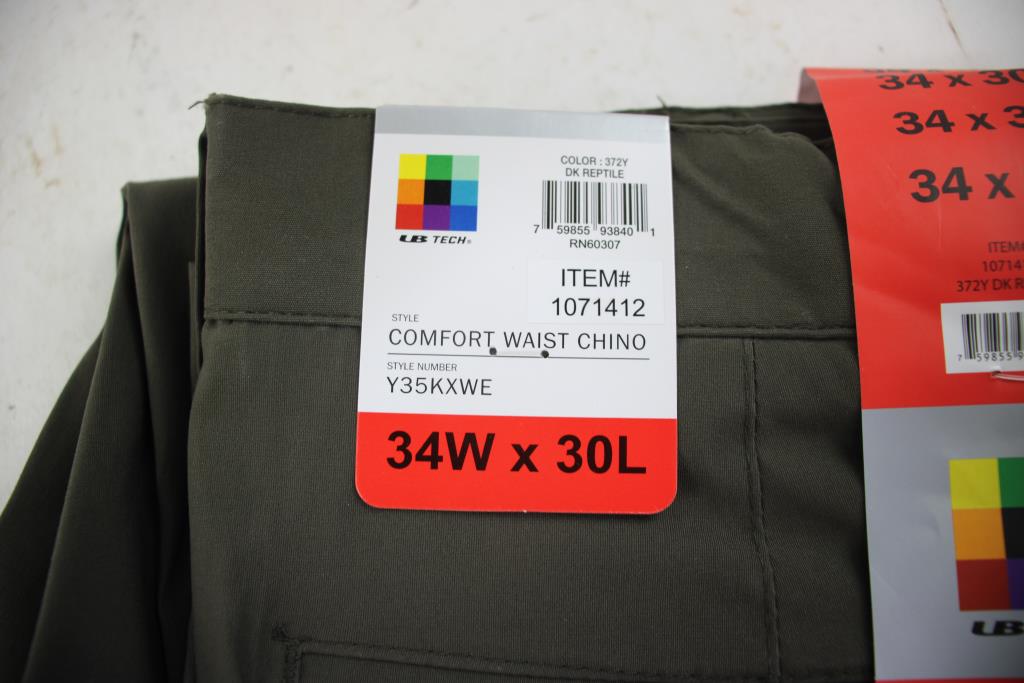 COLOR : 372Y
DK REPTILE
7 59855 93840 1
RN60307
UB TECH®
ITEM#
1071412
STYLE
COMFORT WAIST CHINO
STYLE NUMBER
Y35KXWE
34W x 30L
34 x 30
34 x 3
34 x
ITEM#
10714
372Y DK R
7 59855 9
UB